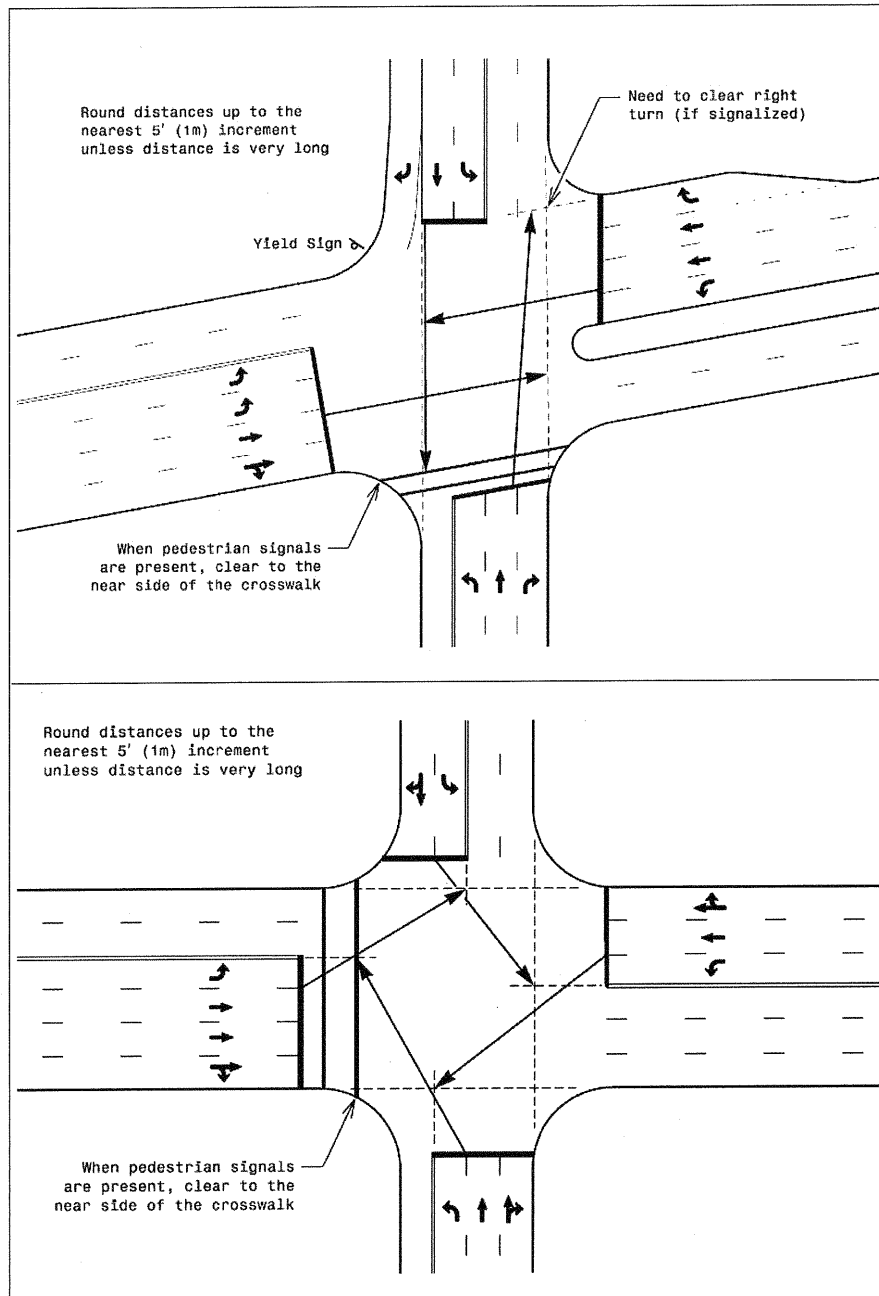 Round distances up to the
nearest 5' (1m) increment
unless distance is very long
Need to clear right
turn (if signalized)
Yield Sign
When pedestrian signals
are present, clear to the
near side of the crosswalk
Round distances up to the
nearest 5' (1m) increment
unless distance is very long
When pedestrian signals
are present, clear to the
near side of the crosswalk